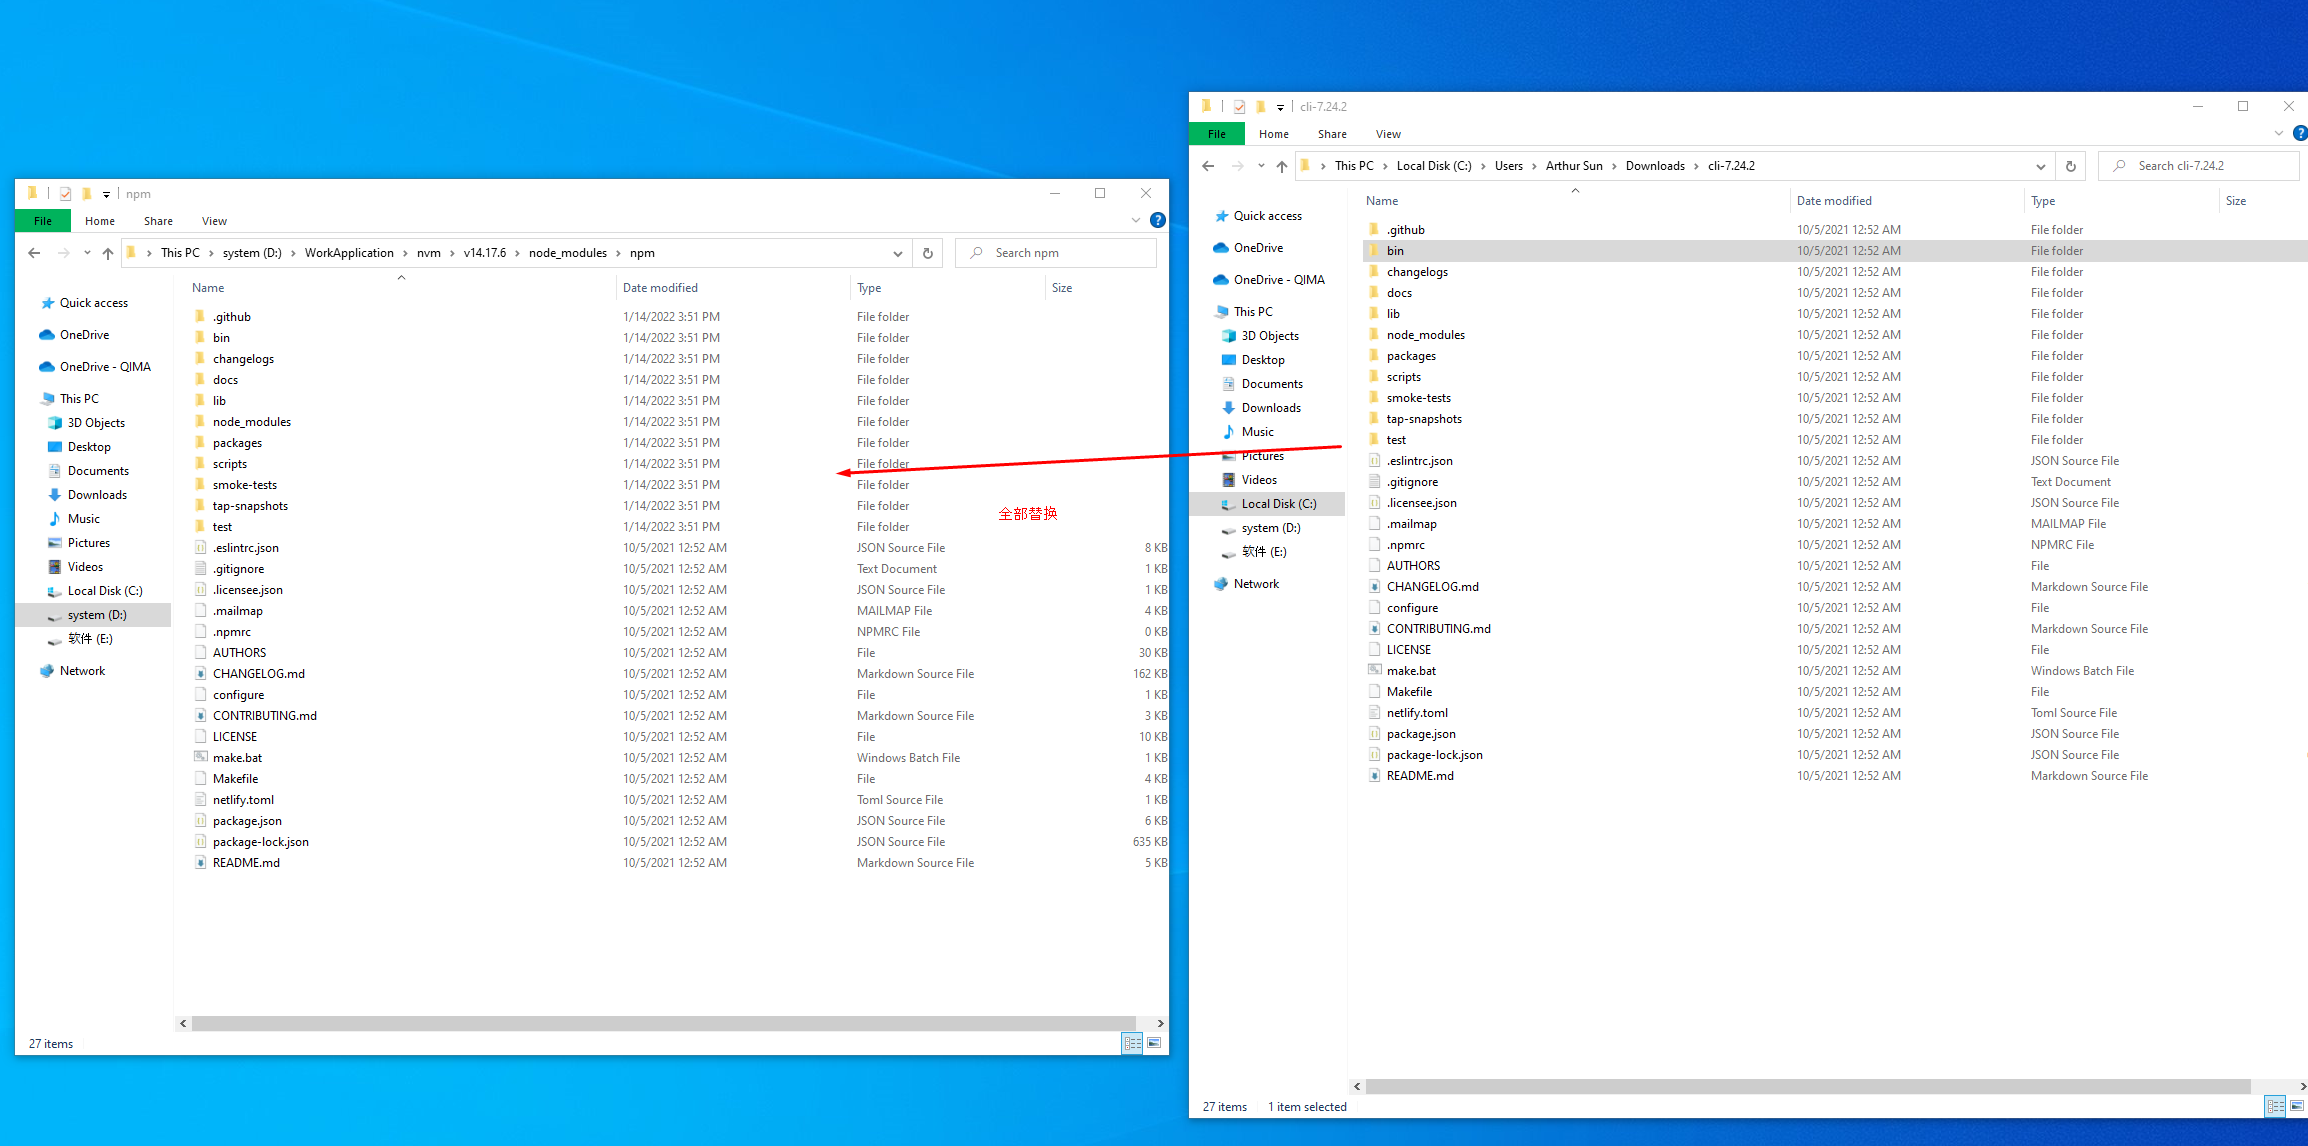 npm
File Home Share View
This PC system (D:) WorkApplication nvm v14.17.6 node_modules npm
Search npm
Quick access
OneDrive
OneDrive - QIMA
This PC
3D Objects
Desktop
Documents
Downloads
Music
Pictures
Videos
Local Disk (C:)
system (D:)
软件 (E:)
Network
Name Date modified Type Size
.github 1/14/2022 3:51 PM File folder
bin 1/14/2022 3:51 PM File folder
changelogs 1/14/2022 3:51 PM File folder
docs 1/14/2022 3:51 PM File folder
lib 1/14/2022 3:51 PM File folder
node_modules 1/14/2022 3:51 PM File folder
packages 1/14/2022 3:51 PM File folder
scripts 1/14/2022 3:51 PM File folder
smoke-tests 1/14/2022 3:51 PM File folder
tap-snapshots 1/14/2022 3:51 PM File folder
test 1/14/2022 3:51 PM File folder
.eslintrc.json 10/5/2021 12:52 AM JSON Source File 8 KB
.gitignore 10/5/2021 12:52 AM Text Document 1 KB
.licensee.json 10/5/2021 12:52 AM JSON Source File 1 KB
.mailmap 10/5/2021 12:52 AM MAILMAP File 4 KB
.npmrc 10/5/2021 12:52 AM NPMRC File 0 KB
AUTHORS 10/5/2021 12:52 AM File 30 KB
CHANGELOG.md 10/5/2021 12:52 AM Markdown Source File 162 KB
configure 10/5/2021 12:52 AM File 1 KB
CONTRIBUTING.md 10/5/2021 12:52 AM Markdown Source File 3 KB
LICENSE 10/5/2021 12:52 AM File 10 KB
make.bat 10/5/2021 12:52 AM Windows Batch File 1 KB
Makefile 10/5/2021 12:52 AM File 4 KB
netlify.toml 10/5/2021 12:52 AM Toml Source File 1 KB
package.json 10/5/2021 12:52 AM JSON Source File 6 KB
package-lock.json 10/5/2021 12:52 AM JSON Source File 635 KB
README.md 10/5/2021 12:52 AM Markdown Source File 5 KB
27 items
全部替换
cli-7.24.2
File Home Share View
This PC Local Disk (C:) Users Arthur Sun Downloads cli-7.24.2
Search cli-7.24.2
Quick access
OneDrive
OneDrive - QIMA
This PC
3D Objects
Desktop
Documents
Downloads
Music
Pictures
Videos
Local Disk (C:)
system (D:)
软件 (E:)
Network
Name Date modified Type Size
.github 10/5/2021 12:52 AM File folder
bin 10/5/2021 12:52 AM File folder
changelogs 10/5/2021 12:52 AM File folder
docs 10/5/2021 12:52 AM File folder
lib 10/5/2021 12:52 AM File folder
node_modules 10/5/2021 12:52 AM File folder
packages 10/5/2021 12:52 AM File folder
scripts 10/5/2021 12:52 AM File folder
smoke-tests 10/5/2021 12:52 AM File folder
tap-snapshots 10/5/2021 12:52 AM File folder
test 10/5/2021 12:52 AM File folder
.eslintrc.json 10/5/2021 12:52 AM JSON Source File
.gitignore 10/5/2021 12:52 AM Text Document
.licensee.json 10/5/2021 12:52 AM JSON Source File
.mailmap 10/5/2021 12:52 AM MAILMAP File
.npmrc 10/5/2021 12:52 AM NPMRC File
AUTHORS 10/5/2021 12:52 AM File
CHANGELOG.md 10/5/2021 12:52 AM Markdown Source File
configure 10/5/2021 12:52 AM File
CONTRIBUTING.md 10/5/2021 12:52 AM Markdown Source File
LICENSE 10/5/2021 12:52 AM File
make.bat 10/5/2021 12:52 AM Windows Batch File
Makefile 10/5/2021 12:52 AM File
netlify.toml 10/5/2021 12:52 AM Toml Source File
package.json 10/5/2021 12:52 AM JSON Source File
package-lock.json 10/5/2021 12:52 AM JSON Source File
README.md 10/5/2021 12:52 AM Markdown Source File
27 items 1 item selected